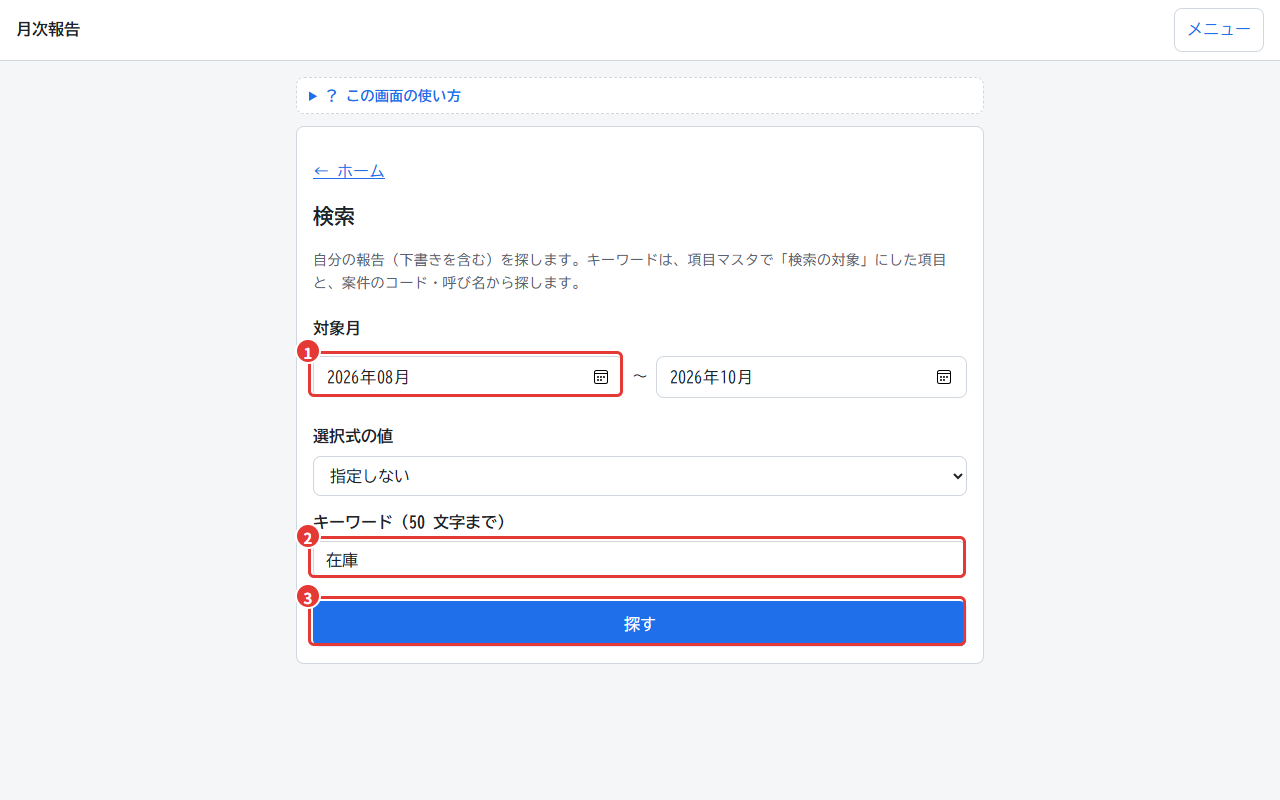 月次報告
メニュー
▶ ? この画面の使い方
← ホーム
検索
自分の報告（下書きを含む）を探します。キーワードは、項目マスタで「検索の対象」にした項目
と、案件のコード・呼び名から探します。
対象月
1
2026年08月 ～ 2026年10月
選択式の値
指定しない
キーワード（50 文字まで）
2
在庫
3
探す